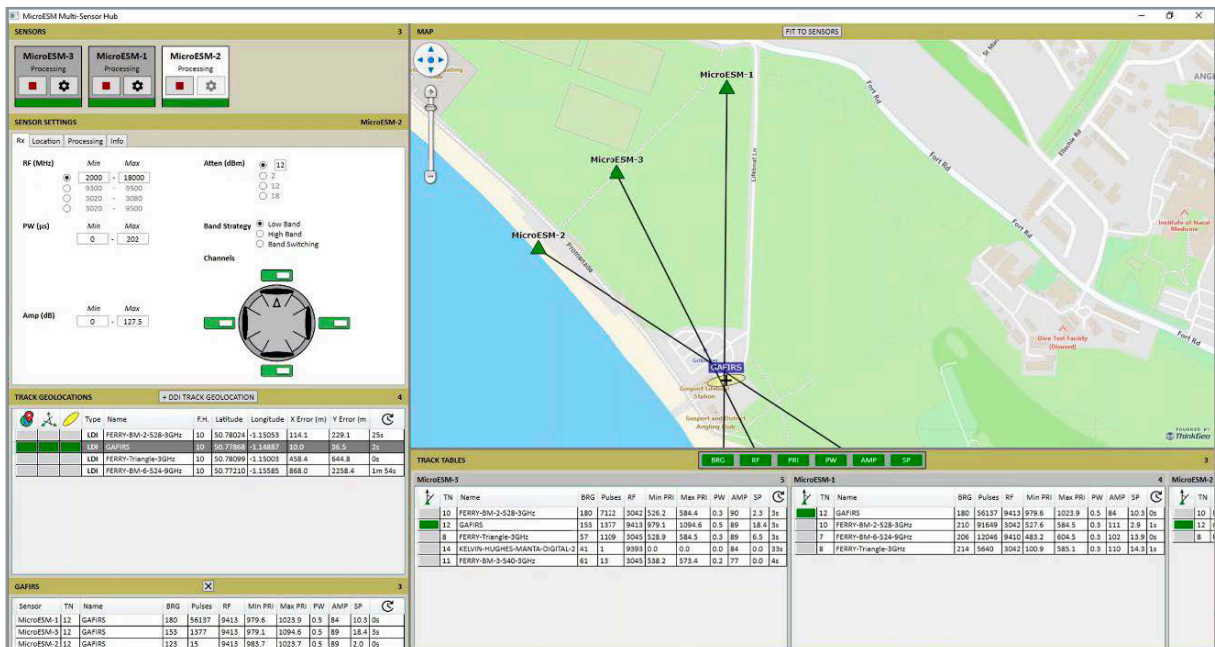 MicroESM Multi-Sensor Hub
SENSORS 3
MicroESM-3 MicroESM-1 MicroESM-2
Processing Processing Processing
SENSOR SETTINGS MicroESM-2
Rx Location Processing Info
RF (MHz) Min Max
2000 - 18000
9300 - 9500
3020 - 3080
3020 - 9500
Atten (dBm) 12
2
12
18
PW (µs) Min Max
0 - 202
Band Strategy Low Band
High Band
Band Switching
Channels
Amp (dB) Min Max
0 - 127.5
TRACK GEOLOCATIONS + DDI TRACK GEOLOCATION 4
Type Name F.H. Latitude Longitude X Error (m) Y Error (m
LDI FERRY-BM-2-528-3GHz 10 50.78024 -1.15053 114.1 229.1 25s
LDI GAFIRS 10 50.77868 -1.14887 10.0 36.5 2s
LDI FERRY-Triangle-3GHz 10 50.78099 -1.15003 458.4 644.8 0s
LDI FERRY-BM-6-524-9GHz 10 50.77210 -1.15585 868.0 2258.4 1m 54s
GAFIRS X 3
Sensor TN Name BRG Pulses RF Min PRI Max PRI PW AMP SP
MicroESM-1 12 GAFIRS 180 56137 9413 979.6 1023.9 0.5 84 10.3 0s
MicroESM-3 12 GAFIRS 153 1377 9413 979.1 1094.6 0.5 89 18.4 3s
MicroESM-2 12 GAFIRS 123 15 9413 983.7 1023.7 0.5 89 2.0 0s
MAP FIT TO SENSORS
MicroESM-1
MicroESM-3
MicroESM-2
Promenade
Lifeboat Ln
Fort Rd
Fort Rd
Fort Rd
Fort Rd
Ellachie Rd
ANGL
Institute of Naval
Medicine
Dive Test Facility
(Disused)
GAFIRS
Gosport Lifeboat
Station
Gosport and District
Angling Club
POWERED BY
ThinkGeo
TRACK TABLES BRG RF PRI PW AMP SP 3
MicroESM-3 5
TN Name BRG Pulses RF Min PRI Max PRI PW AMP SP
10 FERRY-BM-2-528-3GHz 180 7122 3042 526.2 584.4 0.3 90 2.3 3s
12 GAFIRS 153 1377 9413 979.1 1094.6 0.5 89 18.4 3s
8 FERRY-Triangle-3GHz 57 1109 3045 528.9 584.5 0.3 89 6.5 3s
14 KELVIN-HUGHES-MANTA-DIGITAL-2 41 1 9393 0.0 0.0 0.0 84 0.0 33s
11 FERRY-BM-3-540-3GHz 61 13 3045 538.2 573.4 0.2 77 0.0 4s
MicroESM-1 4
TN Name BRG Pulses RF Min PRI Max PRI PW AMP SP
12 GAFIRS 180 56137 9413 979.6 1023.9 0.5 84 10.3 0s
10 FERRY-BM-2-528-3GHz 210 91649 3042 527.6 584.5 0.3 111 2.9 1s
7 FERRY-BM-6-524-9GHz 206 12046 9410 483.2 604.5 0.3 102 13.9 0s
8 FERRY-Triangle-3GHz 214 5640 3042 100.9 585.1 0.3 110 14.3 1s
MicroESM-2
TN Name
10
12
8